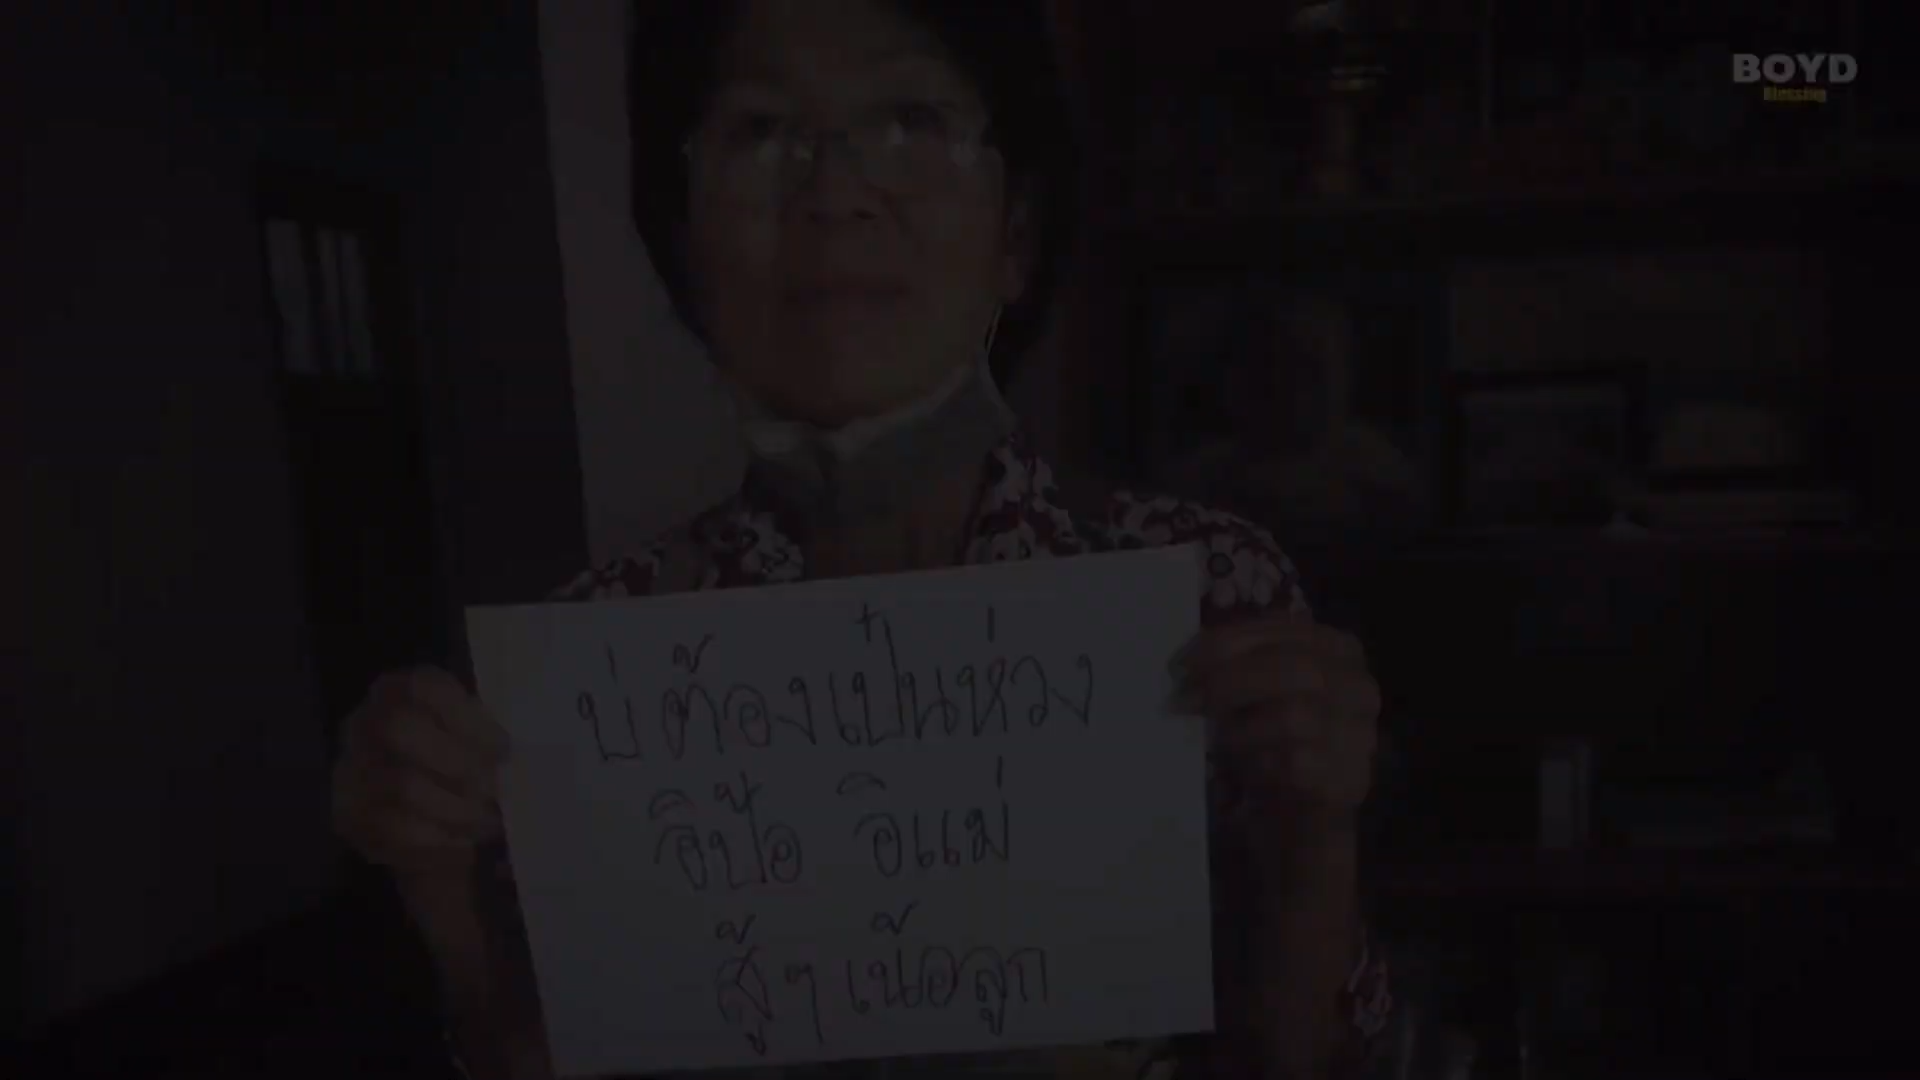 BOYD
Blessing
บ่ต้องเป๋นห่วง
อิป้อ อิแม่
สู้ๆ เน้อลูก